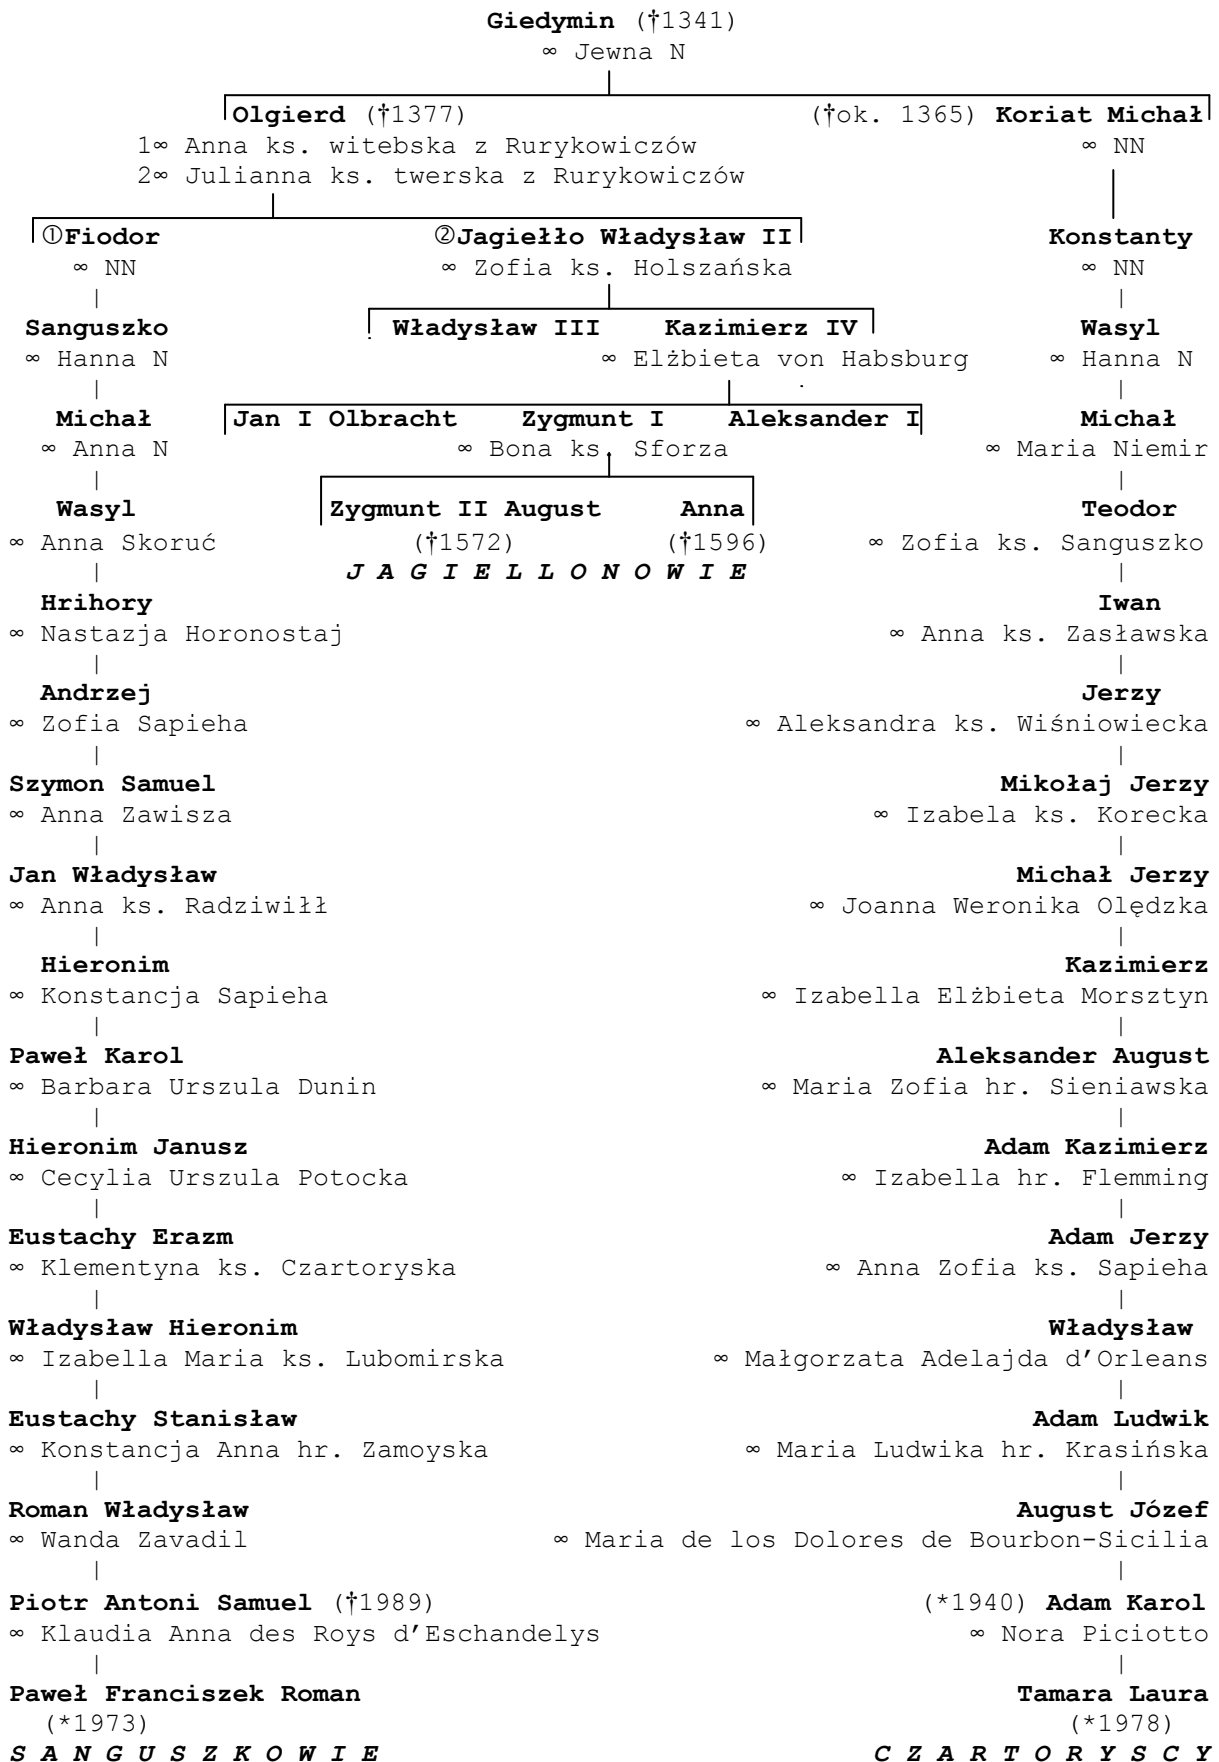 Giedymin (†1341)
∞ Jewna N
Olgierd (†1377) (†ok. 1365) Koriat Michał
1∞ Anna ks. witebska z Rurykowiczów ∞ NN
2∞ Julianna ks. twerska z Rurykowiczów
①Fiodor ②Jagiełło Władysław II Konstanty
∞ NN ∞ Zofia ks. Holszańska ∞ NN
Sanguszko Władysław III Kazimierz IV Wasyl
∞ Hanna N ∞ Elżbieta von Habsburg ∞ Hanna N
Michał Jan I Olbracht Zygmunt I Aleksander I Michał
∞ Anna N ∞ Bona ks. Sforza ∞ Maria Niemir
Wasyl Zygmunt II August Anna Teodor
∞ Anna Skoruć (†1572) (†1596) ∞ Zofia ks. Sanguszko
J A G I E L L O N O W I E
Hrihory Iwan
∞ Nastazja Horonostaj ∞ Anna ks. Zasławska
Andrzej Jerzy
∞ Zofia Sapieha ∞ Aleksandra ks. Wiśniowiecka
Szymon Samuel Mikołaj Jerzy
∞ Anna Zawisza ∞ Izabela ks. Korecka
Jan Władysław Michał Jerzy
∞ Anna ks. Radziwiłł ∞ Joanna Weronika Olędzka
Hieronim Kazimierz
∞ Konstancja Sapieha ∞ Izabella Elżbieta Morsztyn
Paweł Karol Aleksander August
∞ Barbara Urszula Dunin ∞ Maria Zofia hr. Sieniawska
Hieronim Janusz Adam Kazimierz
∞ Cecylia Urszula Potocka ∞ Izabella hr. Flemming
Eustachy Erazm Adam Jerzy
∞ Klementyna ks. Czartoryska ∞ Anna Zofia ks. Sapieha
Władysław Hieronim Władysław
∞ Izabella Maria ks. Lubomirska ∞ Małgorzata Adelajda d'Orleans
Eustachy Stanisław Adam Ludwik
∞ Konstancja Anna hr. Zamoyska ∞ Maria Ludwika hr. Krasińska
Roman Władysław August Józef
∞ Wanda Zavadil ∞ Maria de los Dolores de Bourbon-Sicilia
Piotr Antoni Samuel (†1989) (*1940) Adam Karol
∞ Klaudia Anna des Roys d'Eschandelys ∞ Nora Piciotto
Paweł Franciszek Roman Tamara Laura
(*1973) (*1978)
S A N G U S Z K O W I E C Z A R T O R Y S C Y